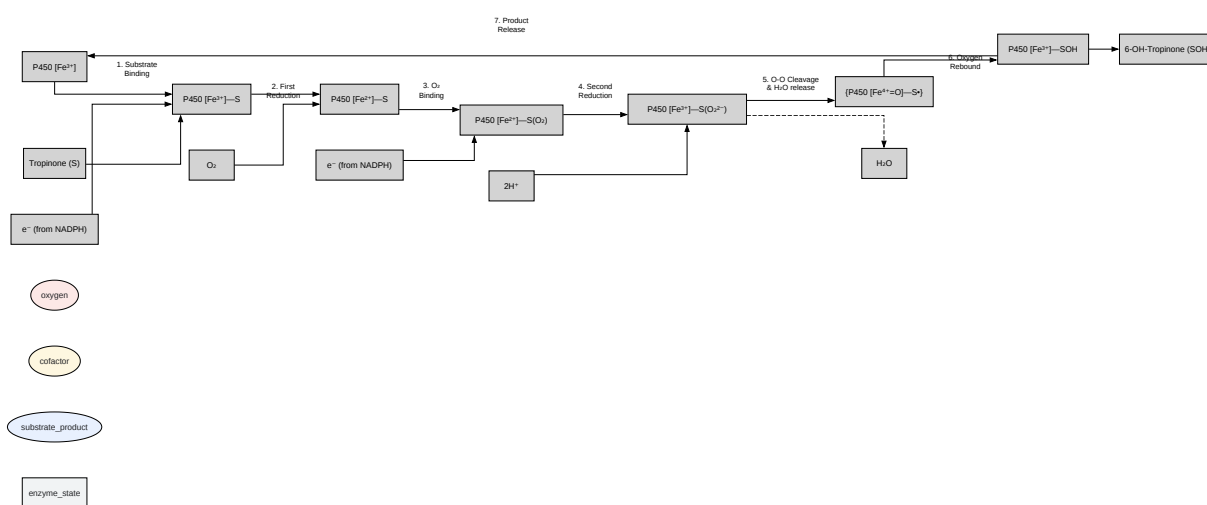 7. Product
Release
P450 [Fe³⁺]—SOH
6-OH-Tropinone (SOH
P450 [Fe³⁺]
1. Substrate
Binding
6. Oxygen
Rebound
2. First
Reduction
3. O₂
Binding
4. Second
Reduction
5. O-O Cleavage
& H₂O release
{P450 [Fe⁴⁺=O]—S•}
P450 [Fe³⁺]—S
P450 [Fe²⁺]—S
P450 [Fe²⁺]—S(O₂)
P450 [Fe³⁺]—S(O₂²⁻)
Tropinone (S)
O₂
e⁻ (from NADPH)
H₂O
2H⁺
e⁻ (from NADPH)
oxygen
cofactor
substrate_product
enzyme_state